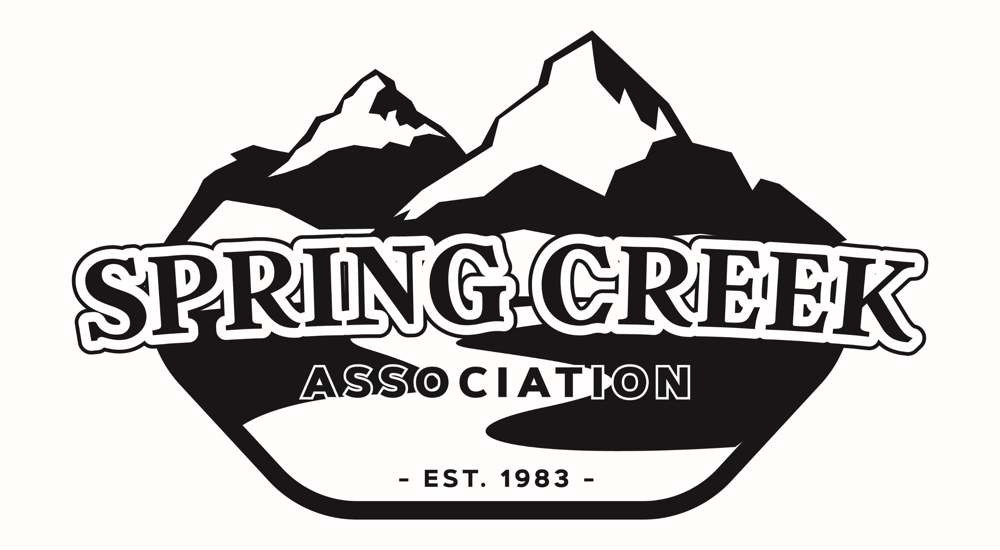 SPRING CREEK
ASSOCIATION
- EST. 1983 -